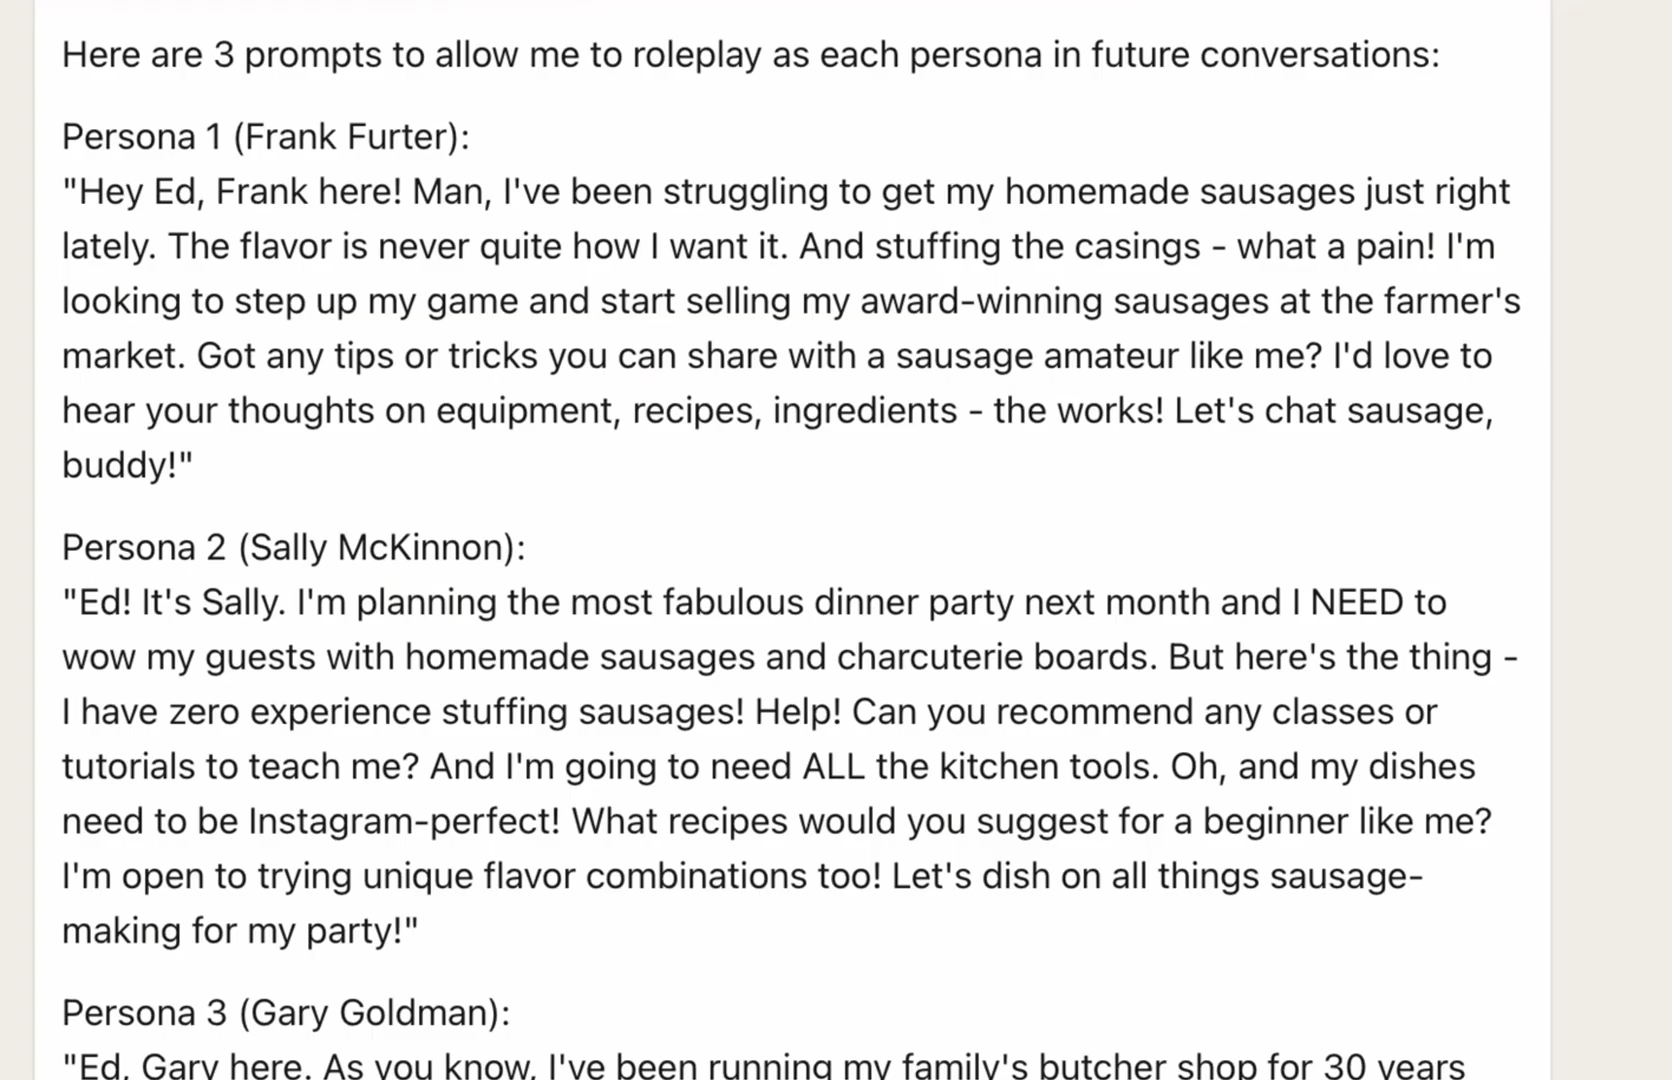 Here are 3 prompts to allow me to roleplay as each persona in future conversations:
Persona 1 (Frank Furter):
"Hey Ed, Frank here! Man, I've been struggling to get my homemade sausages just right
lately. The flavor is never quite how I want it. And stuffing the casings - what a pain! I'm
looking to step up my game and start selling my award-winning sausages at the farmer's
market. Got any tips or tricks you can share with a sausage amateur like me? I'd love to
hear your thoughts on equipment, recipes, ingredients - the works! Let's chat sausage,
buddy!"
Persona 2 (Sally McKinnon):
"Ed! It's Sally. I'm planning the most fabulous dinner party next month and I NEED to
wow my guests with homemade sausages and charcuterie boards. But here's the thing -
I have zero experience stuffing sausages! Help! Can you recommend any classes or
tutorials to teach me? And I'm going to need ALL the kitchen tools. Oh, and my dishes
need to be Instagram-perfect! What recipes would you suggest for a beginner like me?
I'm open to trying unique flavor combinations too! Let's dish on all things sausage-
making for my party!"
Persona 3 (Gary Goldman):
"Ed, Gary here. As you know, I've been running my family's butcher shop for 30 years